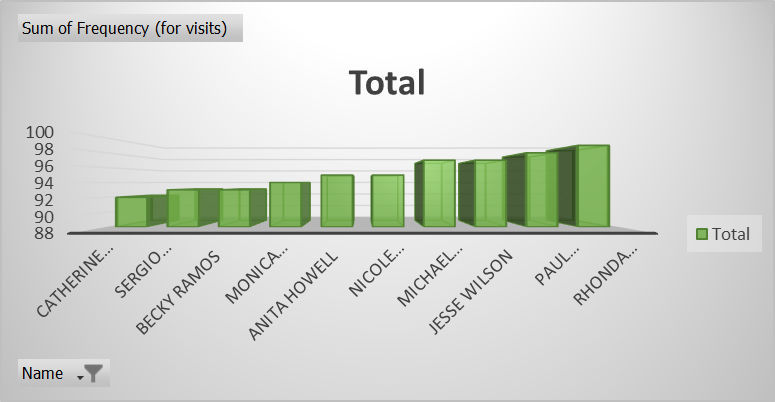 Sum of Frequency (for visits)
Total
100
98
96
94
92
90
88
CATHERINE...
SERGIO...
BECKY RAMOS
MONICA...
ANITA HOWELL
NICOLE...
MICHAEL...
JESSE WILSON
PAUL...
RHONDA...
Total
Name